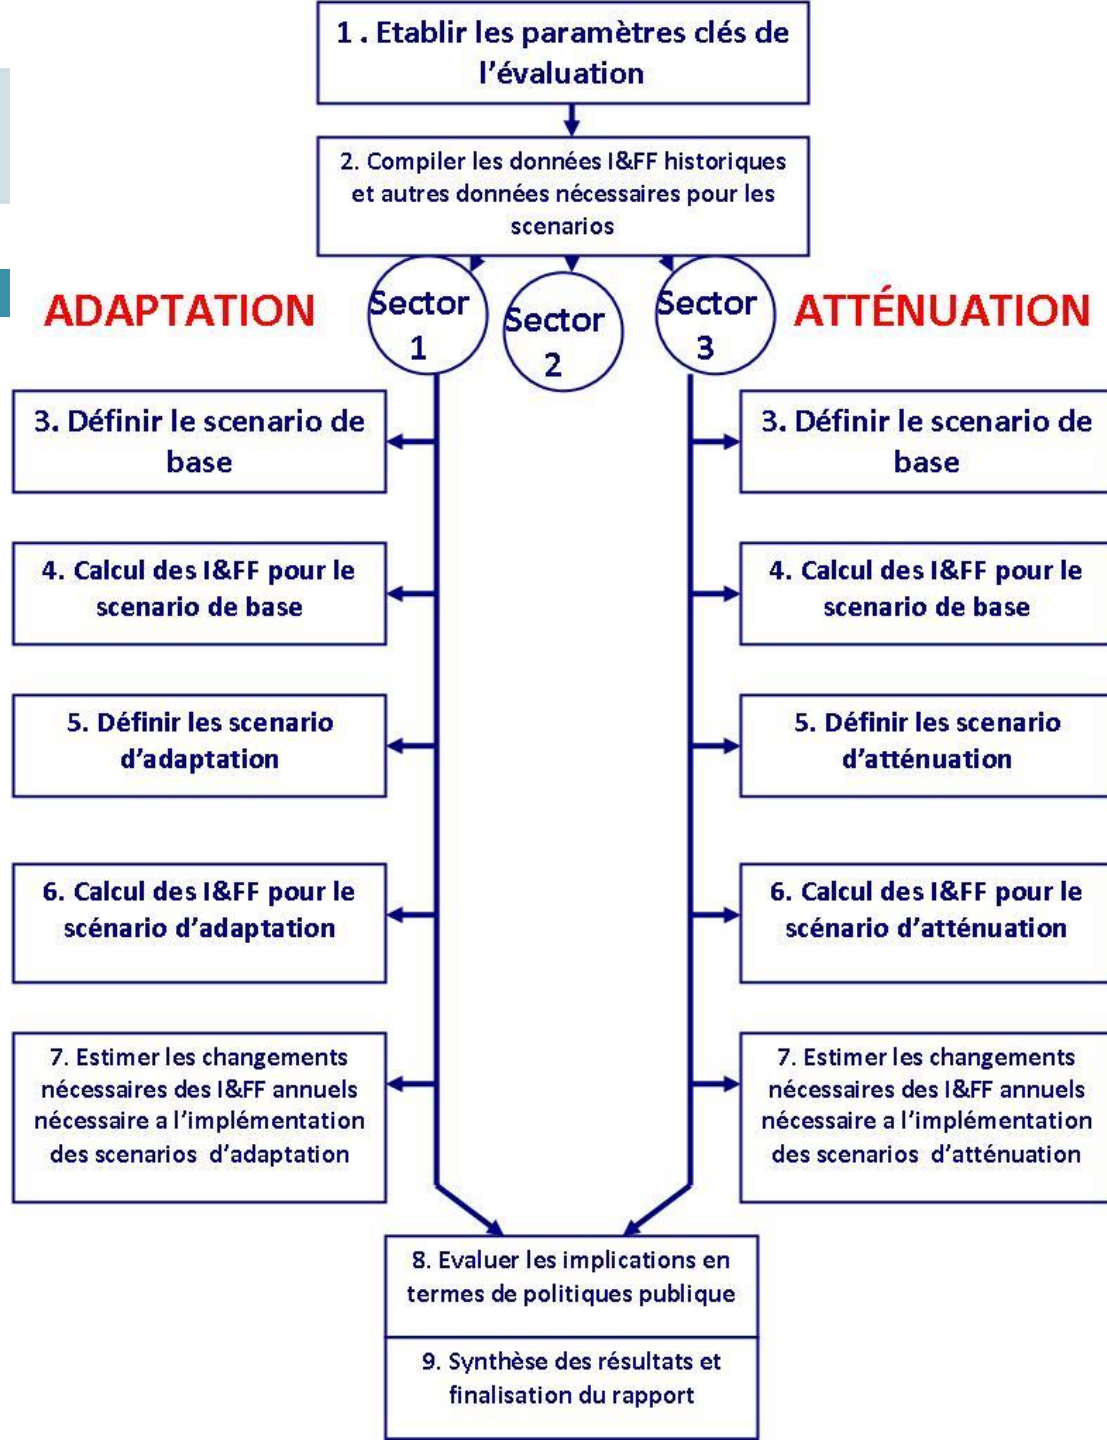 1 . Etablir les paramètres clés de
l'évaluation
2. Compiler les données I&FF historiques
et autres données nécessaires pour les
scenarios
ADAPTATION
Sector
1
Sector
2
Sector
3
ATTÉNUATION
3. Définir le scenario de
base
3. Définir le scenario de
base
4. Calcul des I&FF pour le
scenario de base
4. Calcul des I&FF pour le
scenario de base
5. Définir les scenario
d'adaptation
5. Définir les scenario
d'atténuation
6. Calcul des I&FF pour le
scénario d'adaptation
6. Calcul des I&FF pour le
scénario d'atténuation
7. Estimer les changements
nécessaires des I&FF annuels
nécessaire a l'implémentation
des scenarios d'adaptation
7. Estimer les changements
nécessaires des I&FF annuels
nécessaire a l'implémentation
des scenarios d'atténuation
8. Evaluer les implications en
termes de politiques publique
9. Synthèse des résultats et
finalisation du rapport